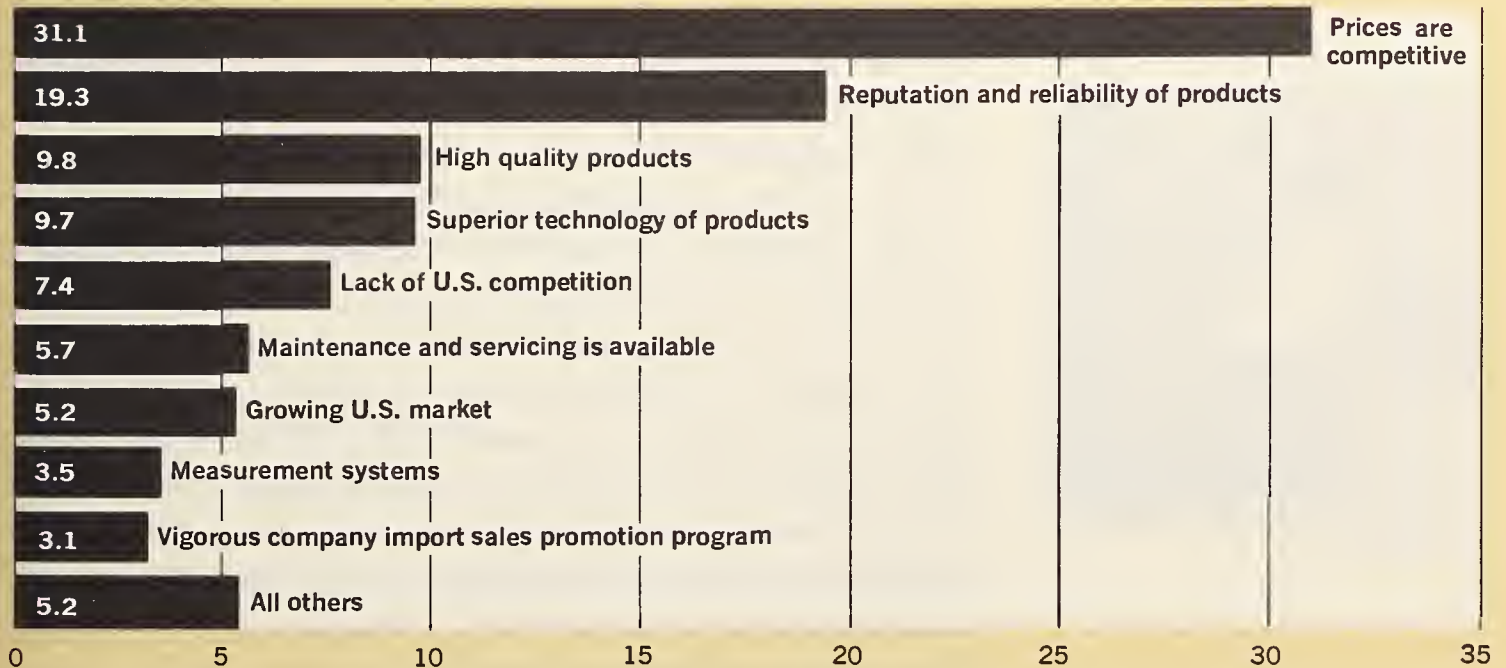 31.1 Prices are
competitive
19.3 Reputation and reliability of products
9.8 High quality products
9.7 Superior technology of products
7.4 Lack of U.S. competition
5.7 Maintenance and servicing is available
5.2 Growing U.S. market
3.5 Measurement systems
3.1 Vigorous company import sales promotion program
5.2 All others
0 5 10 15 20 25 30 35